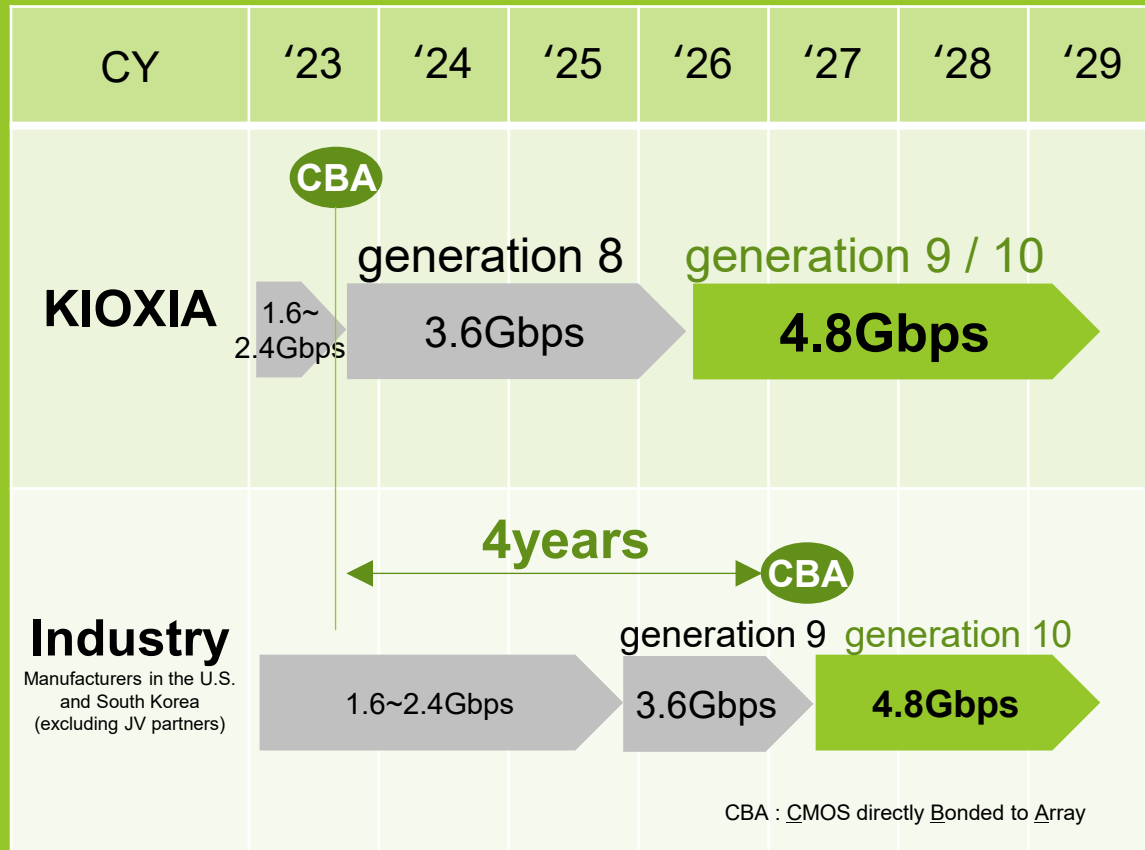 CY ‘23 ‘24 ‘25 ‘26 ‘27 ‘28 ‘29
CBA
generation 8 generation 9 / 10
KIOXIA
1.6~
2.4Gbps
3.6Gbps
4.8Gbps
4years
CBA
Industry
Manufacturers in the U.S.
and South Korea
(excluding JV partners)
generation 9 generation 10
1.6~2.4Gbps
3.6Gbps
4.8Gbps
CBA : CMOS directly Bonded to Array